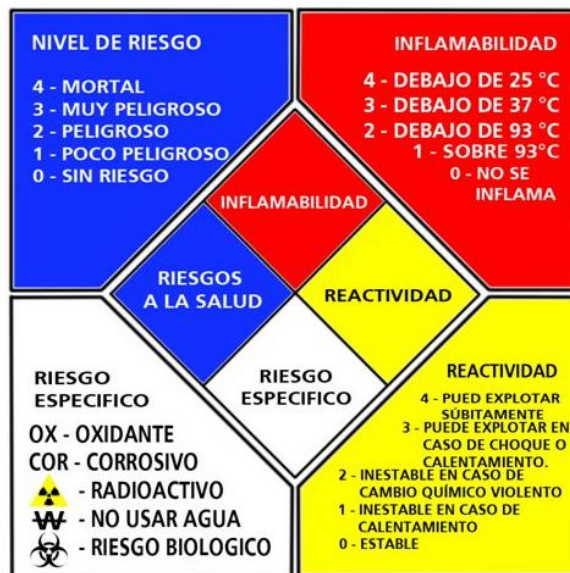 NIVEL DE RIESGO
4 - MORTAL
3 - MUY PELIGROSO
2 - PELIGROSO
1 - POCO PELIGROSO
0 - SIN RIESGO
INFLAMABILIDAD
4 - DEBAJO DE 25 °C
3 - DEBAJO DE 37 °C
2 - DEBAJO DE 93 °C
1 - SOBRE 93°C
0 - NO SE
INFLAMA
INFLAMABILIDAD
RIESGOS
A LA SALUD
REACTIVIDAD
RIESGO
ESPECIFICO
RIESGO
ESPECIFICO
OX - OXIDANTE
COR - CORROSIVO
- RADIOACTIVO
W - NO USAR AGUA
- RIESGO BIOLOGICO
REACTIVIDAD
4 - PUED EXPLOTAR
SÚBITAMENTE
3 - PUEDE EXPLOTAR EN
CASO DE CHOQUE O
CALENTAMIENTO.
2 - INESTABLE EN CASO DE
CAMBIO QUÍMICO VIOLENTO
1 - INESTABLE EN CASO DE
CALENTAMIENTO
0 - ESTABLE